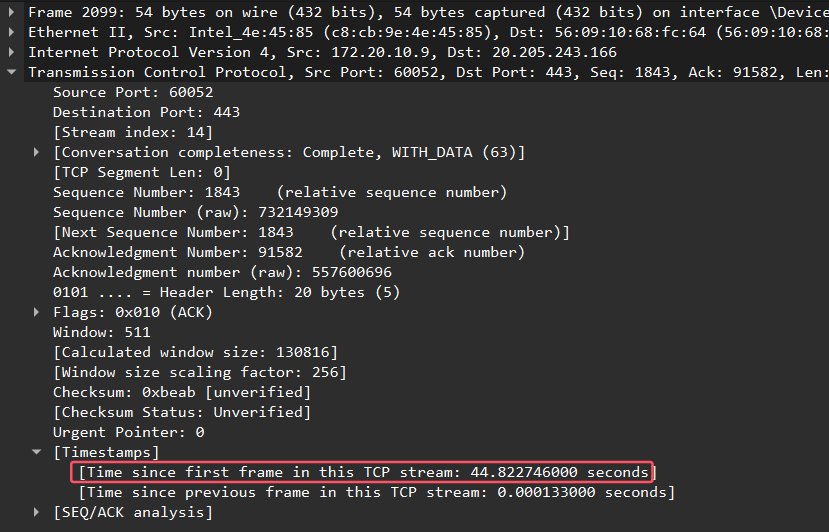 Frame 2099: 54 bytes on wire (432 bits), 54 bytes captured (432 bits) on interface \Device
Ethernet II, Src: Intel_4e:45:85 (c8:cb:9e:4e:45:85), Dst: 56:09:10:68:fc:64 (56:09:10:68:
Internet Protocol Version 4, Src: 172.20.10.9, Dst: 20.205.243.166
Transmission Control Protocol, Src Port: 60052, Dst Port: 443, Seq: 1843, Ack: 91582, Len:
Source Port: 60052
Destination Port: 443
[Stream index: 14]
[Conversation completeness: Complete, WITH_DATA (63)]
[TCP Segment Len: 0]
Sequence Number: 1843    (relative sequence number)
Sequence Number (raw): 732149309
[Next Sequence Number: 1843    (relative sequence number)]
Acknowledgment Number: 91582    (relative ack number)
Acknowledgment number (raw): 557600696
0101 .... = Header Length: 20 bytes (5)
Flags: 0x010 (ACK)
Window: 511
[Calculated window size: 130816]
[Window size scaling factor: 256]
Checksum: 0xbeab [unverified]
[Checksum Status: Unverified]
Urgent Pointer: 0
[Timestamps]
[Time since first frame in this TCP stream: 44.822746000 seconds]
[Time since previous frame in this TCP stream: 0.000133000 seconds]
[SEQ/ACK analysis]